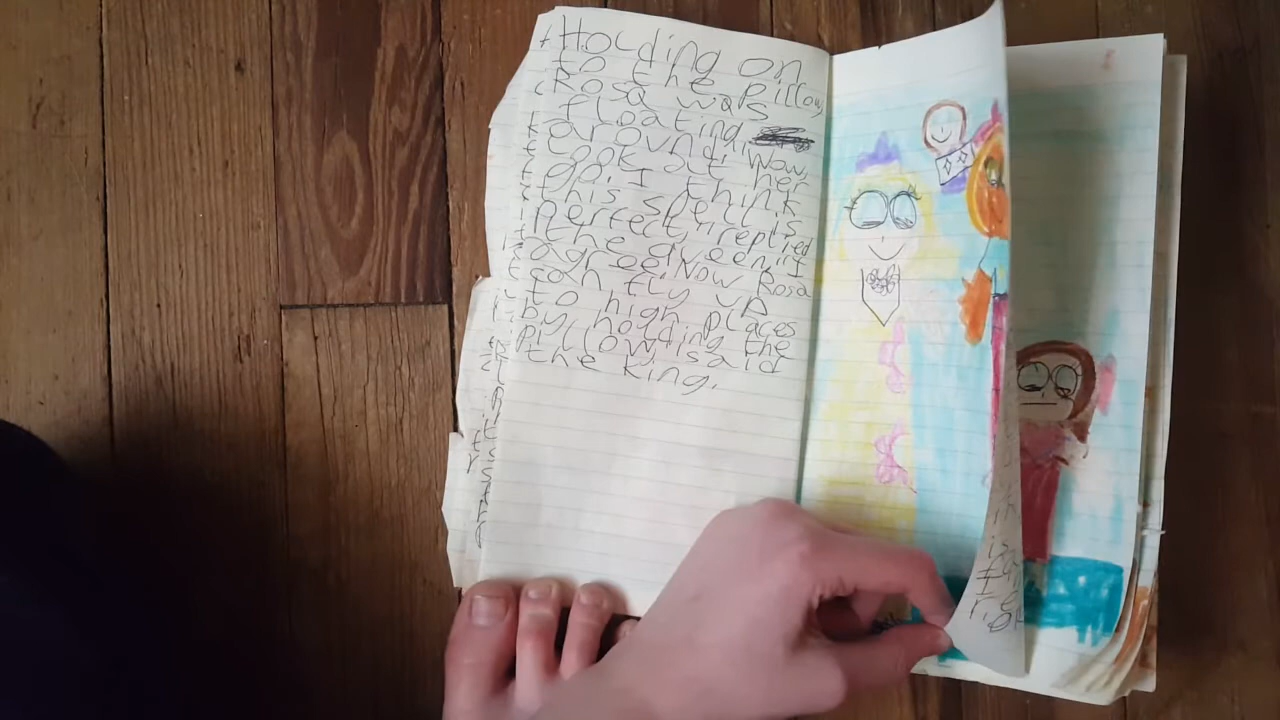 Holding on
to the pillow,
Rosa was
floating
around. Wow,
look at her
go. I think
this spell is
perfect, replied
the queen. I
agree. Now Rosa
can fly up
to high places
by holding the
pillow, said
the king.
is